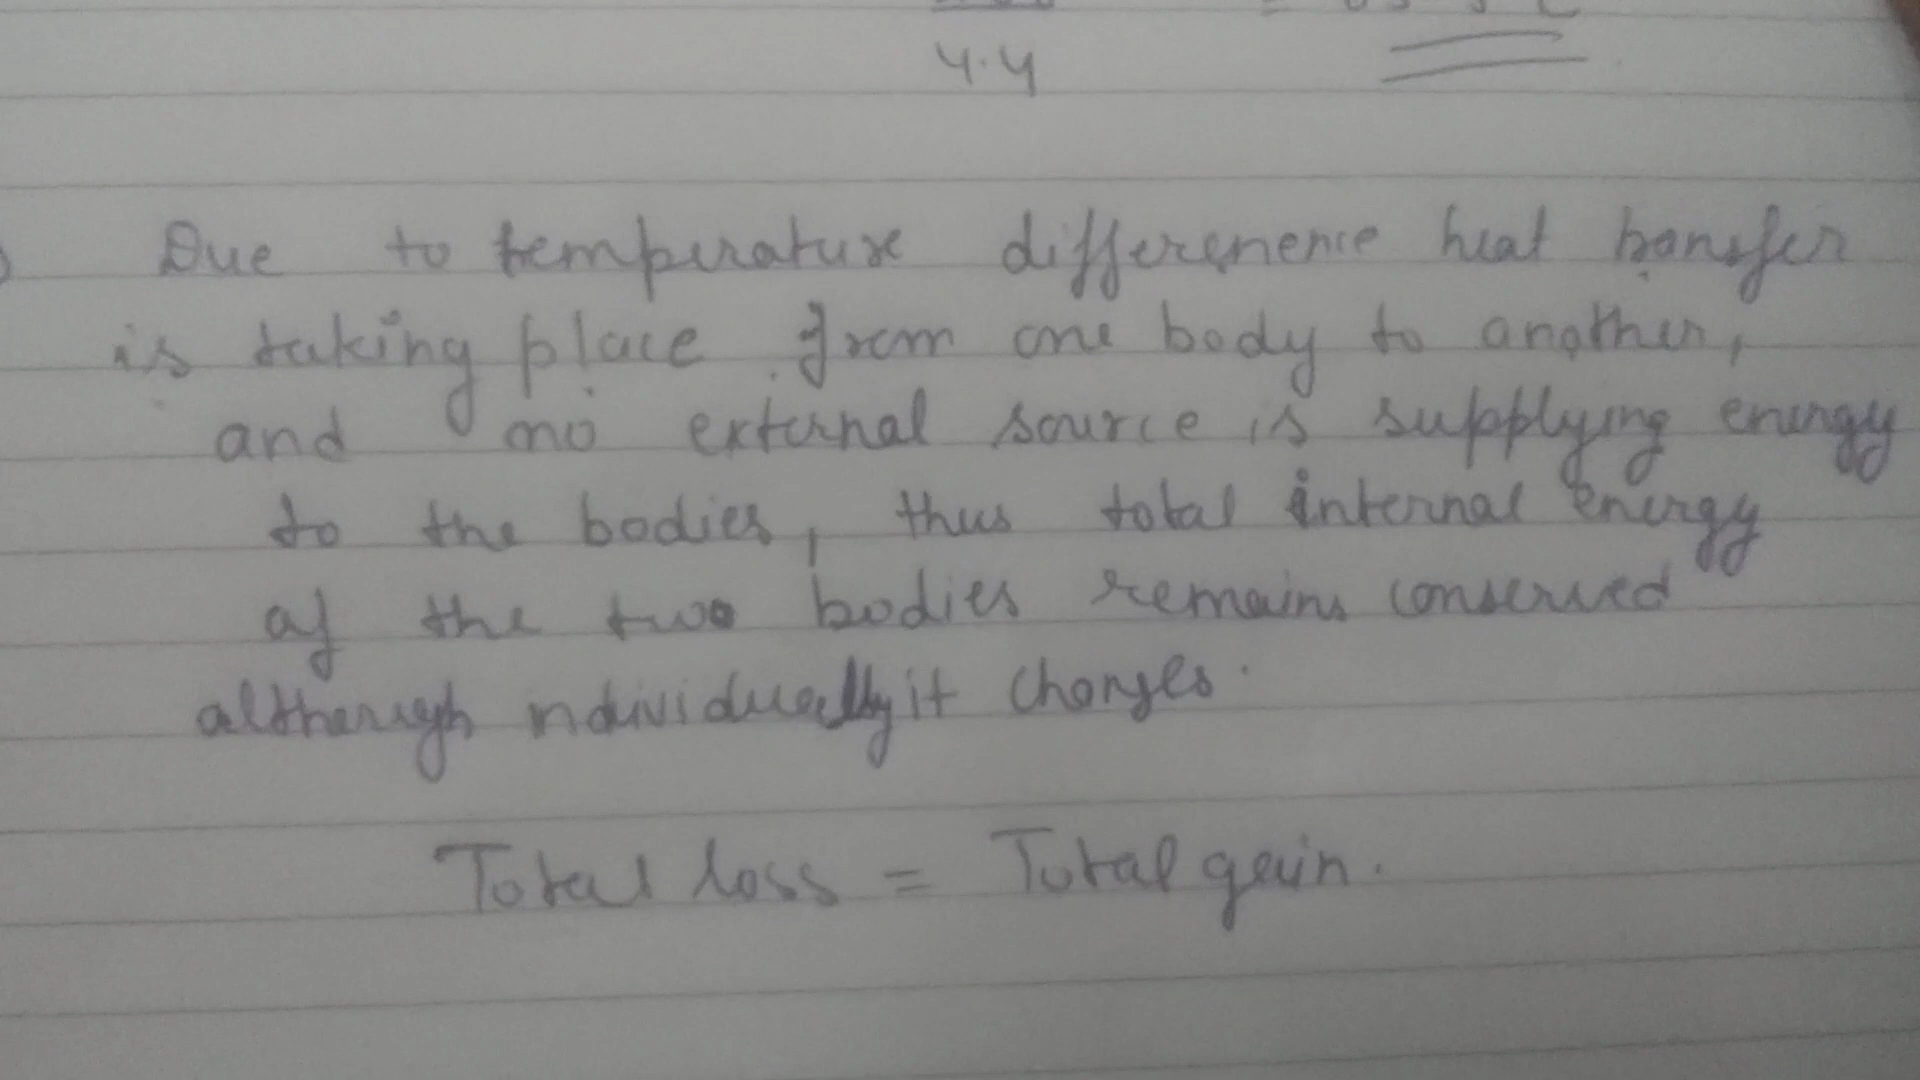 4.4
Due to temperature differenence heat transfer
is taking place from one body to another,
and no external source is supplying energy
to the bodies, thus total internal energy
of the two bodies remains conserved
although ndividually it changes.
Total loss = Total gain.